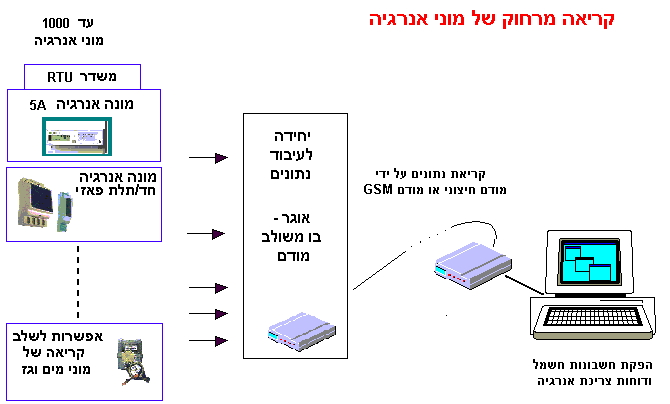 קריאה מרחוק של מוני אנרגיה
עד 1000
מוני אנרגיה
משדר RTU
מונה אנרגיה 5A
מונה אנרגיה
חד/תלת פאזי
אפשרות לשלב
קריאה של
מוני מים וגז
יחידה
לעיבוד
נתונים
אוגר -
בו משולב
מודם
קריאת נתונים על ידי
מודם חיצוני או מודם GSM
הפקת חשבונות חשמל
ודוחות צריכת אנרגיה